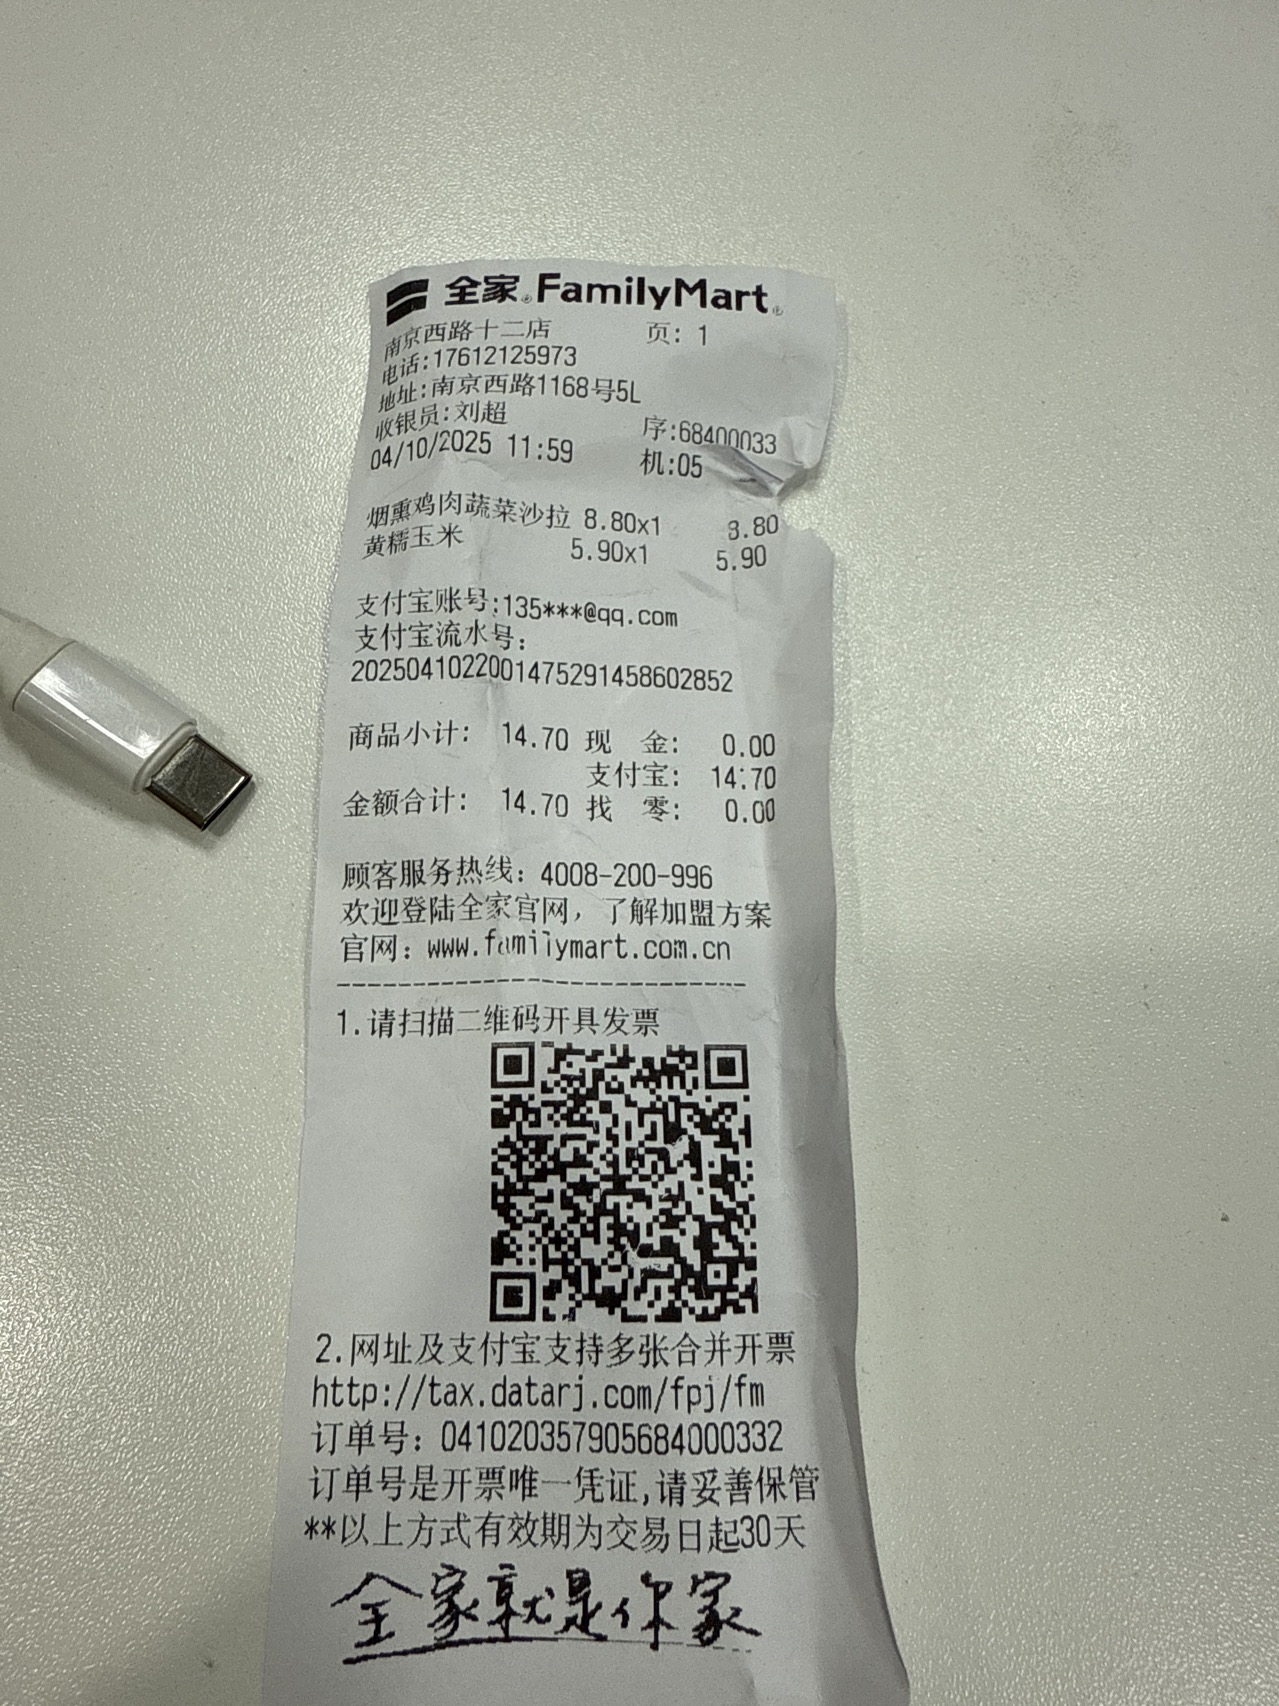 全家® FamilyMart®
南京西路十二店 页: 1
电话:17612125973
地址:南京西路1168号5L
收银员:刘超 序:68400033
04/10/2025 11:59 机:05
烟熏鸡肉蔬菜沙拉 8.80x1 8.80
黄糯玉米 5.90x1 5.90
支付宝账号:135***@qq.com
支付宝流水号:
2025041022001475291458602852
商品小计: 14.70 现 金: 0.00
支付宝: 14.70
金额合计: 14.70 找 零: 0.00
顾客服务热线: 4008-200-996
欢迎登陆全家官网, 了解加盟方案
官网: www.familymart.com.cn
------------------------------
1.请扫描二维码开具发票
2.网址及支付宝支持多张合并开票
http://tax.datarj.com/fpj/fm
订单号: 0410203579056840003​32
订单号是开票唯一凭证,请妥善保管
**以上方式有效期为交易日起30天
全家就是你家